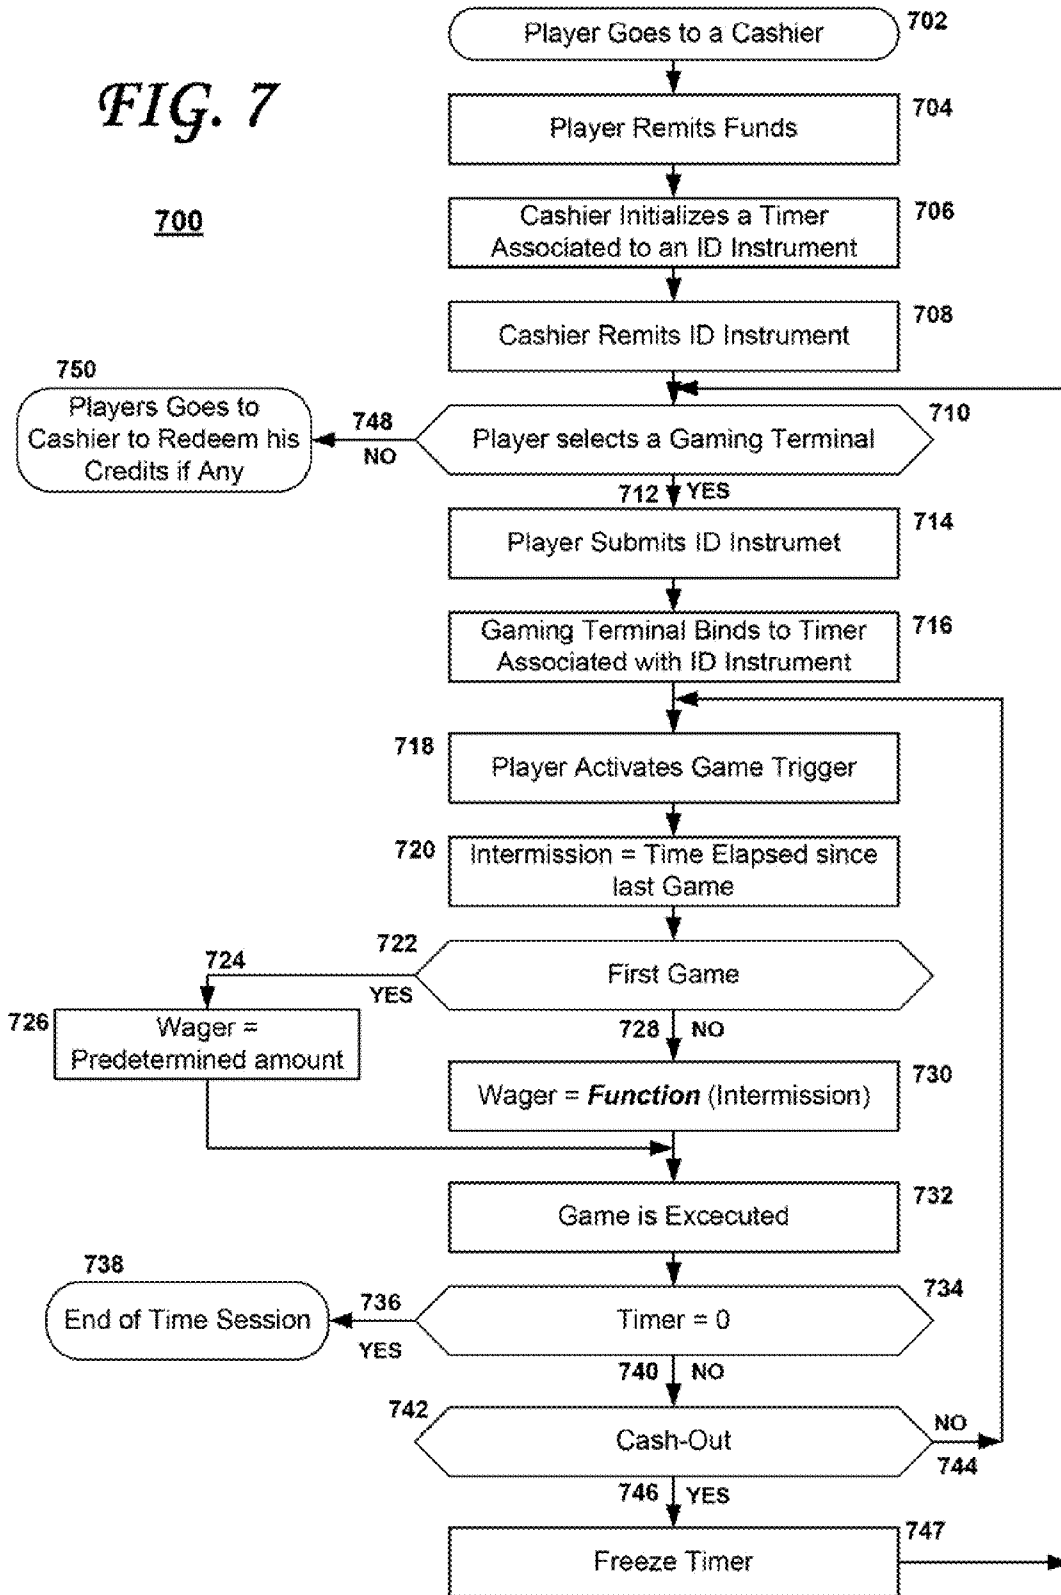 FIG. 7
700
Player Goes to a Cashier
702
Player Remits Funds
704
Cashier Initializes a Timer
Associated to an ID Instrument
706
Cashier Remits ID Instrument
708
750
Players Goes to
Cashier to Redeem his
Credits if Any
748
NO
Player selects a Gaming Terminal
710
712
YES
Player Submits ID Instrumet
714
Gaming Terminal Binds to Timer
Associated with ID Instrument
716
718
Player Activates Game Trigger
720
Intermission = Time Elapsed since
last Game
722
First Game
724
YES
726
Wager =
Predetermined amount
728
NO
Wager = Function (Intermission)
730
Game is Excecuted
732
738
End of Time Session
736
YES
Timer = 0
734
740
NO
742
Cash-Out
NO
744
746
YES
Freeze Timer
747